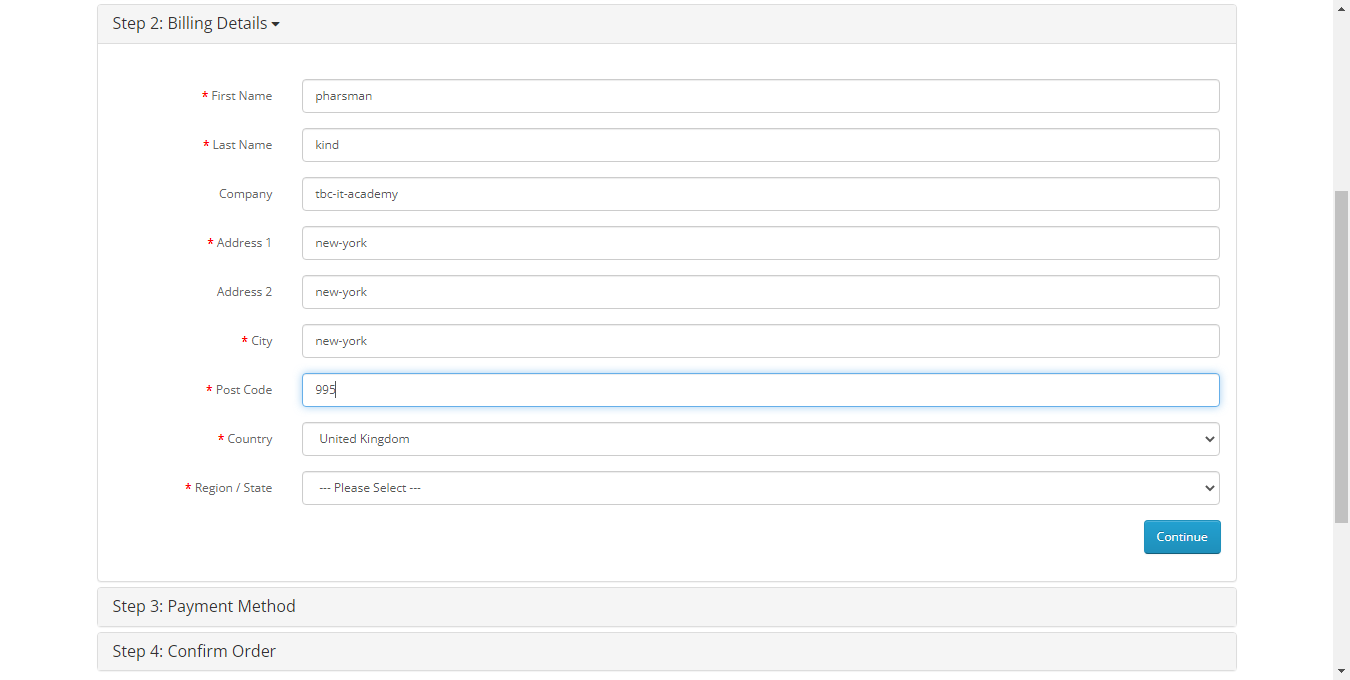 Step 2: Billing Details
* First Name pharsman
* Last Name kind
Company tbc-it-academy
* Address 1 new-york
Address 2 new-york
* City new-york
* Post Code 995
* Country United Kingdom
* Region / State --- Please Select ---
Continue
Step 3: Payment Method
Step 4: Confirm Order